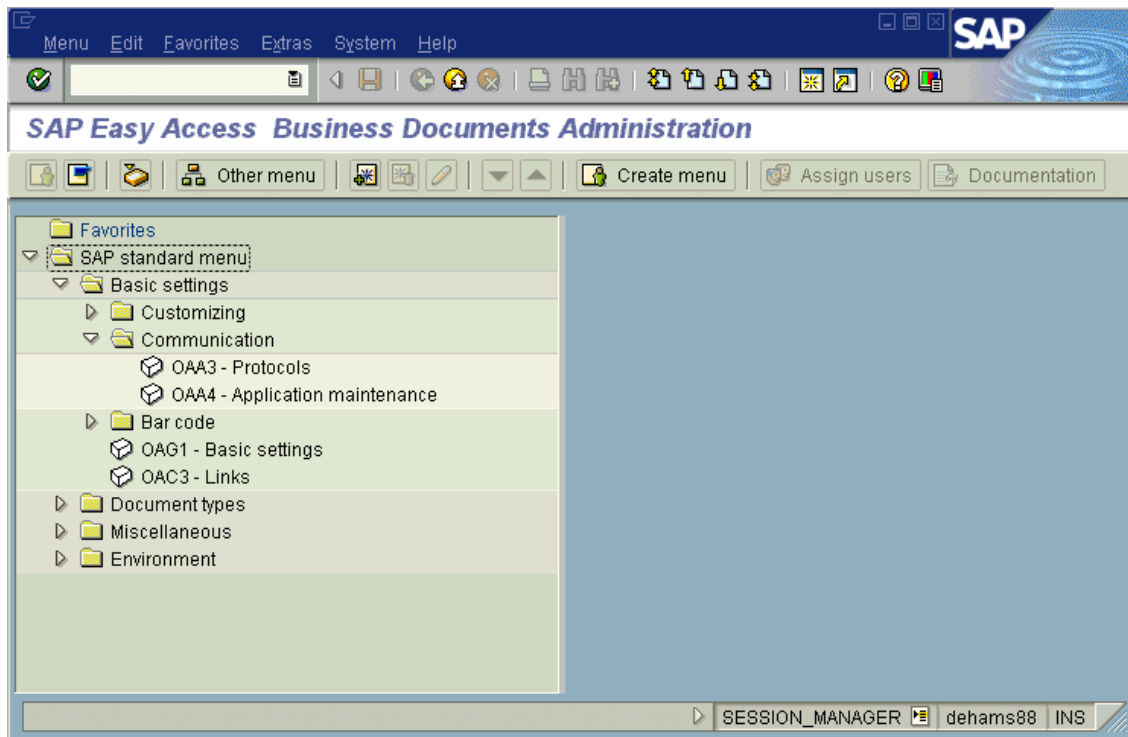 Menu Edit Favorites Extras System Help
SAP
SAP Easy Access Business Documents Administration
Other menu Create menu Assign users Documentation
Favorites
SAP standard menu
Basic settings
Customizing
Communication
OAA3 - Protocols
OAA4 - Application maintenance
Bar code
OAG1 - Basic settings
OAC3 - Links
Document types
Miscellaneous
Environment
SESSION_MANAGER dehams88 INS